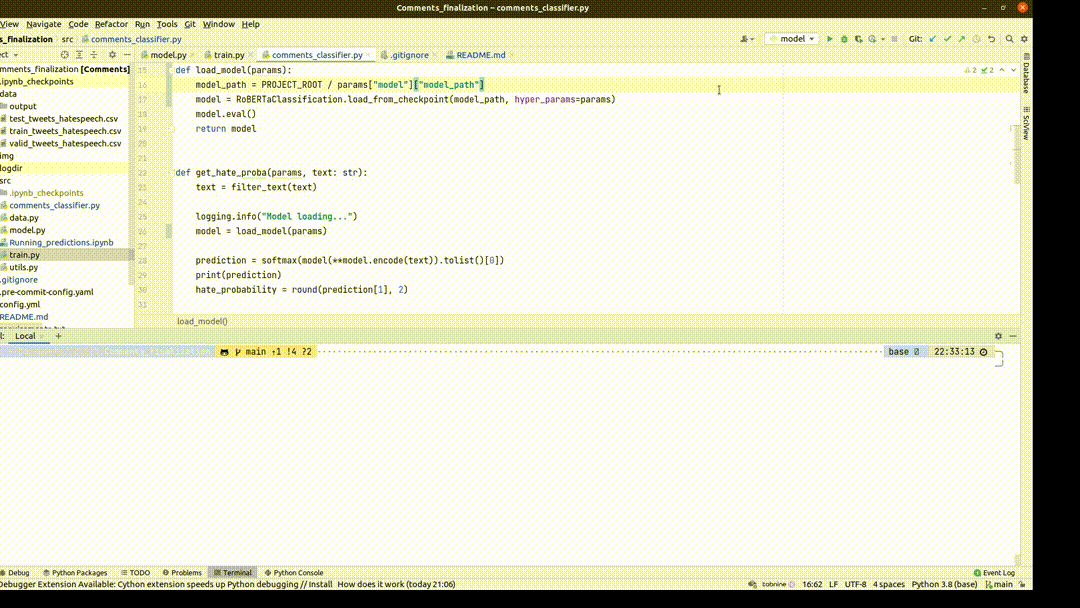 Comments_finalization – comments_classifier.py
View Navigate Code Refactor Run Tools Git Window Help
s_finalization src comments_classifier.py
model
Git:
ect
model.py train.py comments_classifier.py .gitignore README.md
mments_finalization [Comments]
.ipynb_checkpoints
data
output
test_tweets_hatespeech.csv
train_tweets_hatespeech.csv
valid_tweets_hatespeech.csv
img
logdir
src
.ipynb_checkpoints
comments_classifier.py
data.py
model.py
Running_predictions.ipynb
train.py
utils.py
.gitignore
.pre-commit-config.yaml
config.yml
README.md
15 def load_model(params):
16 model_path = PROJECT_ROOT / params["model"]["model_path"]
17 model = RoBERTaClassification.load_from_checkpoint(model_path, hyper_params=params)
18 model.eval()
19 return model
20
21
22 def get_hate_proba(params, text: str):
23 text = filter_text(text)
24
25 logging.info("Model loading...")
26 model = load_model(params)
27
28 prediction = softmax(model(**model.encode(text)).tolist()[0])
29 print(prediction)
30 hate_probability = round(prediction[1], 2)
31
2 2
Database
SciView
load_model()
l: Local +
main ↑1 !4 ?2
base
22:33:13
Debug Python Packages TODO Problems Terminal Python Console
Event Log
Debugger Extension Available: Cython extension speeds up Python debugging // Install How does it work (today 21:06)
tabnine 16:62 LF UTF-8 4 spaces Python 3.8 (base) main